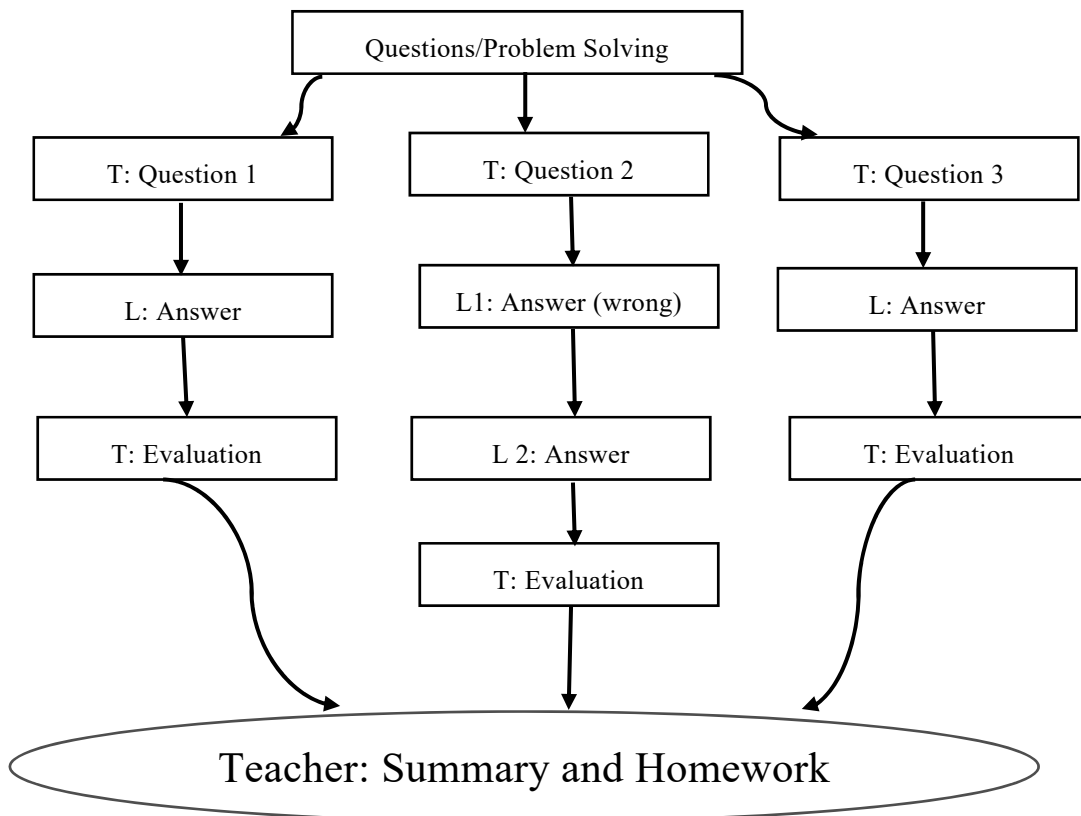 Questions/Problem Solving
T: Question 1
T: Question 2
T: Question 3
L: Answer
L1: Answer (wrong)
L: Answer
T: Evaluation
L 2: Answer
T: Evaluation
T: Evaluation
Teacher: Summary and Homework